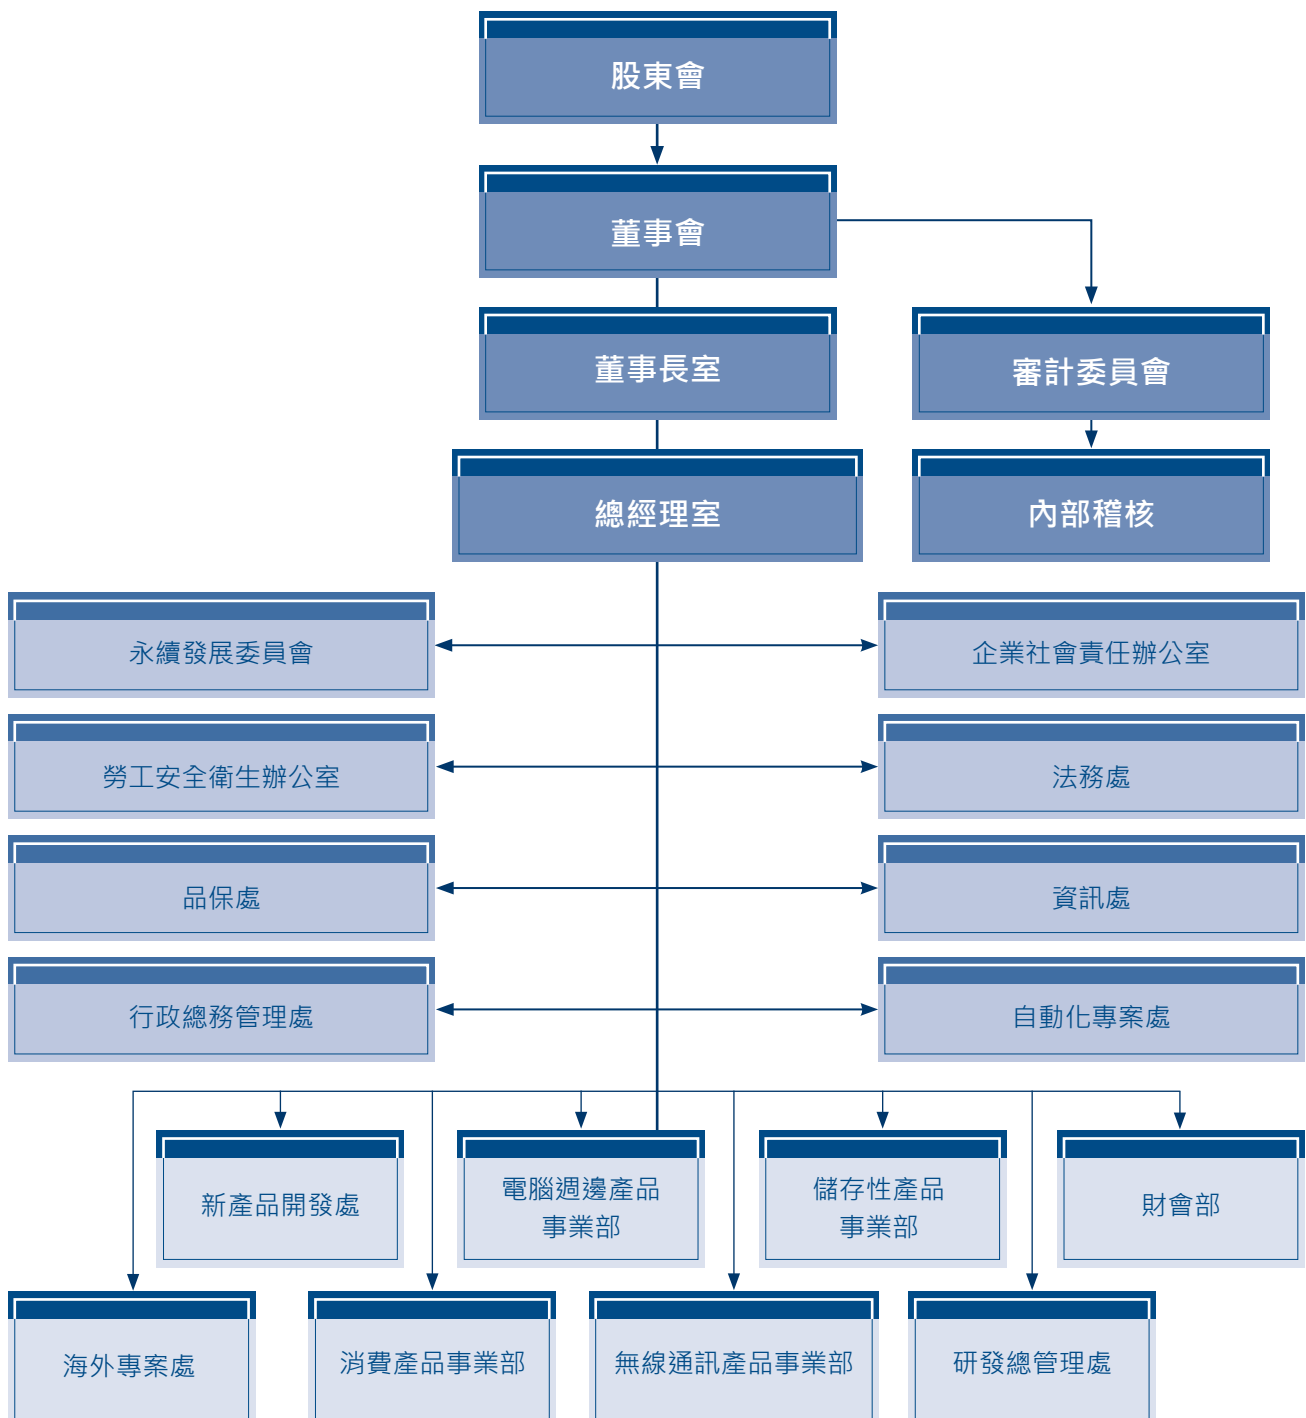 股東會
董事會
董事長室
審計委員會
總經理室
內部稽核
永續發展委員會
企業社會責任辦公室
勞工安全衛生辦公室
法務處
品保處
資訊處
行政總務管理處
自動化專案處
新產品開發處
電腦週邊產品
事業部
儲存性產品
事業部
財會部
海外專案處
消費產品事業部
無線通訊產品事業部
研發總管理處